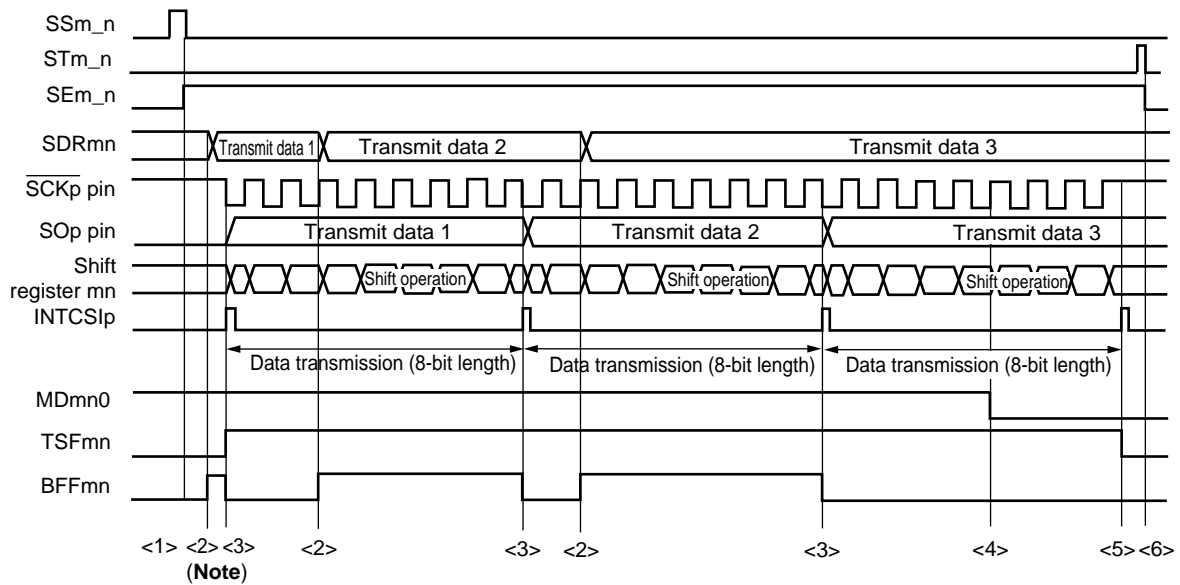 SSm_n
STm_n
SEm_n
SDRmn Transmit data 1 Transmit data 2 Transmit data 3
SCKp pin
SOp pin Transmit data 1 Transmit data 2 Transmit data 3
Shift
register mn Shift operation Shift operation Shift operation
INTCSIp
Data transmission (8-bit length) Data transmission (8-bit length) Data transmission (8-bit length)
MDmn0
TSFmn
BFFmn
<1> <2> <3> <2> <3> <2> <3> <4> <5> <6>
(Note)